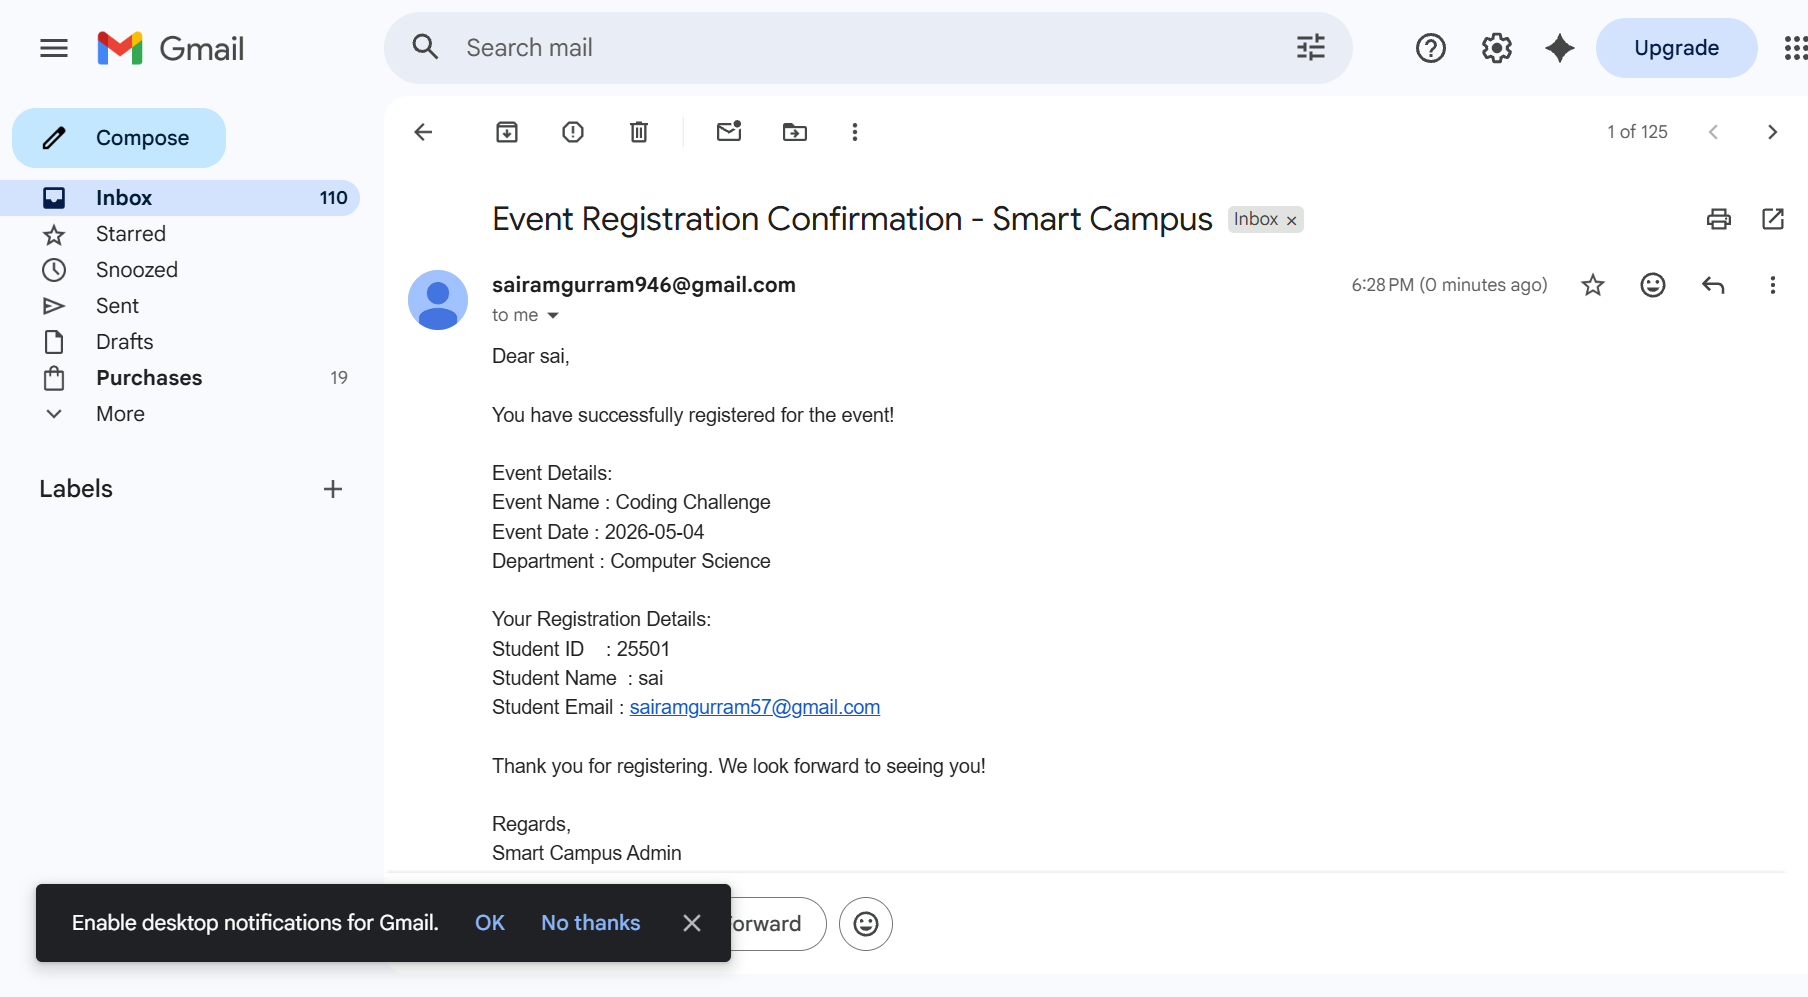 Gmail
Search mail
Upgrade
Compose
Inbox 110
Starred
Snoozed
Sent
Drafts
Purchases 19
More
Labels
1 of 125
Event Registration Confirmation - Smart Campus
Inbox ×
sairamgurram946@gmail.com
6:28 PM (0 minutes ago)
to me
Dear sai,
You have successfully registered for the event!
Event Details:
Event Name : Coding Challenge
Event Date : 2026-05-04
Department : Computer Science
Your Registration Details:
Student ID    : 25501
Student Name  : sai
Student Email : sairamgurram57@gmail.com
Thank you for registering. We look forward to seeing you!
Regards,
Smart Campus Admin
Enable desktop notifications for Gmail. OK No thanks
orward